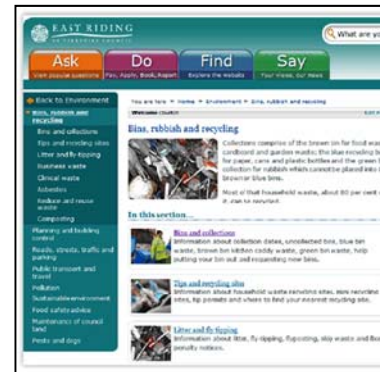 EAST RIDING
OF YORKSHIRE COUNCIL
What are yo
Ask
View popular questions
Do
Pay, Apply, Book, Report
Find
Explore the website
Say
Your views, our news
Back to Environment
Bins, rubbish and
recycling
Bins and collections
Tips and recycling sites
Litter and fly tipping
Business waste
Clinical waste
Asbestos
Reduce and reuse
waste
Composting
Planning and building
control
Roads, streets, traffic and
parking
Public transport and
travel
Pollution
Sustainable environment
Food safety advice
Maintenance of council
land
Pests and dogs
You are here Home Environment Bins, rubbish and recycling
Welcome
Bins, rubbish and recycling
Collections comprise of the brown bin for food was
cardboard and garden waste; the blue recycling b
for paper, cans and plastic bottles and the green b
collection for rubbish which cannot be placed into
brown or blue bins.
Most of that household waste, about 80 per cent
it, can be recycled.
In this section...
Bins and collections
Information about collection dates, uncollected bins, blue bin
waste, brown bin kitchen caddy waste, green bin waste, help
putting your bin out and requesting new bins.
Tips and recycling sites
Information about household waste recycling sites, mini recycling
sites, tip permits and where to find your nearest recycling site.
Litter and fly tipping
Information about litter, fly-tipping, flyposting, skip waste and fixe
penalty notices.